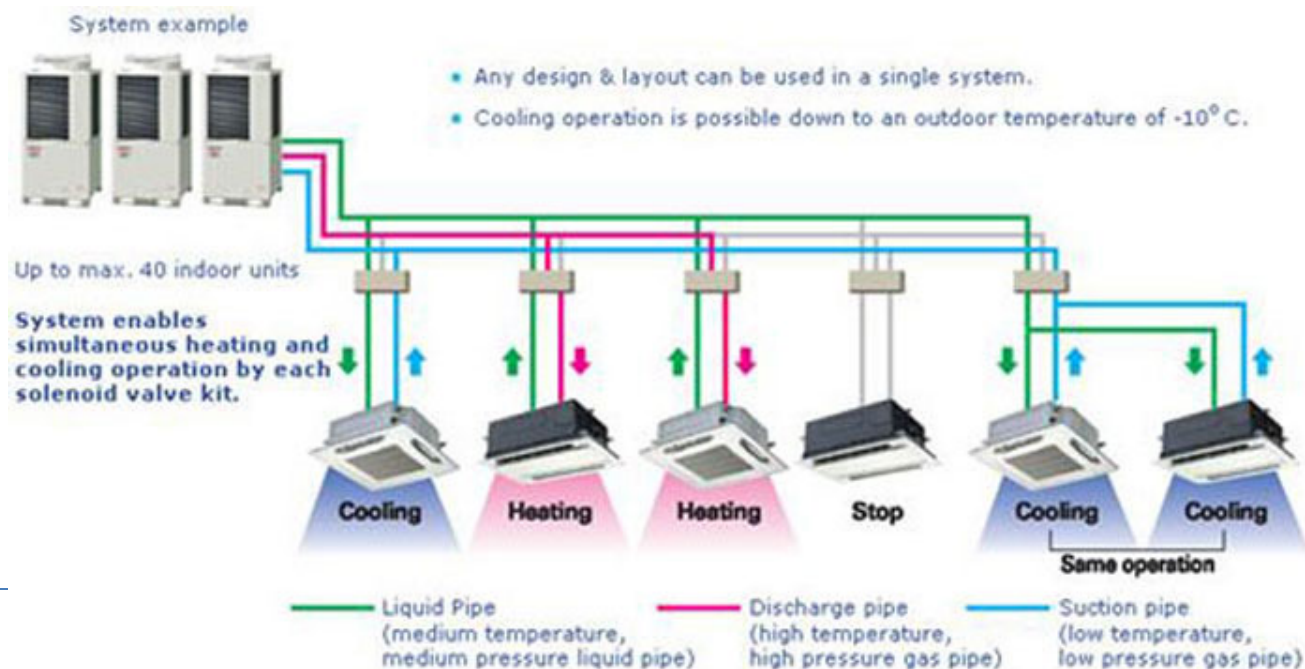 System example
• Any design & layout can be used in a single system.
• Cooling operation is possible down to an outdoor temperature of -10° C.
Up to max. 40 indoor units
System enables
simultaneous heating and
cooling operation by each
solenoid valve kit.
Cooling
Heating
Heating
Stop
Cooling
Cooling
Same operation
Liquid Pipe
(medium temperature,
medium pressure liquid pipe)
Discharge pipe
(high temperature,
high pressure gas pipe)
Suction pipe
(low temperature,
low pressure gas pipe)